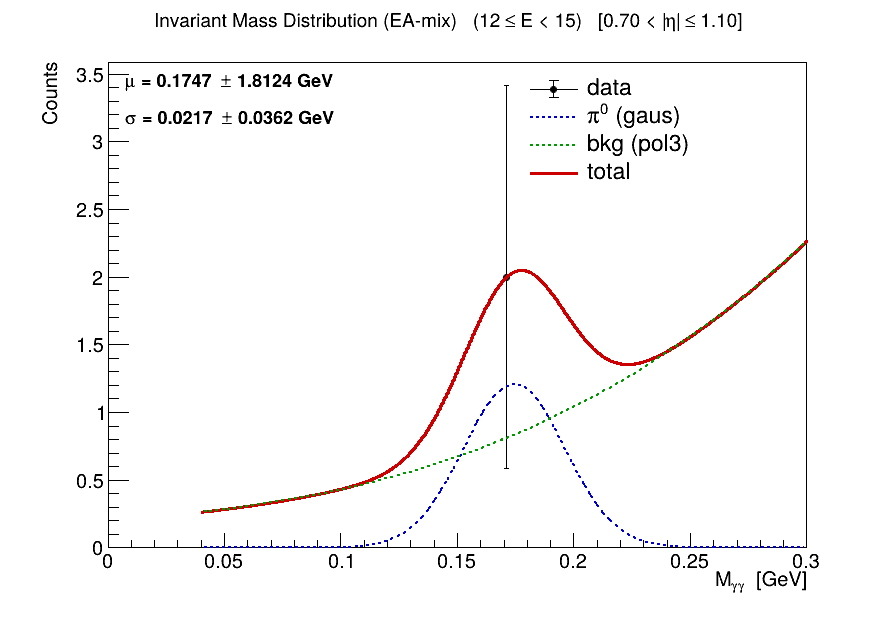 Invariant Mass Distribution (EA-mix) (12 ≤ E < 15) [0.70 < |η| ≤ 1.10]
Counts
μ = 0.1747 ± 1.8124 GeV
σ = 0.0217 ± 0.0362 GeV
data
π⁰ (gaus)
bkg (pol3)
total
3.5
3
2.5
2
1.5
1
0.5
0
0 0.05 0.1 0.15 0.2 0.25 0.3
M_γγ [GeV]